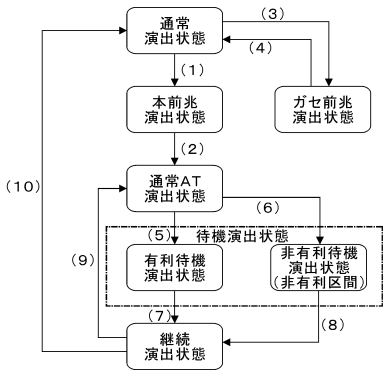 通常
演出状態
(3)
(4)
(1)
本前兆
演出状態
ガセ前兆
演出状態
(2)
(10)
通常AT
演出状態
(6)
(5)
待機演出状態
(9)
有利待機
演出状態
非有利待機
演出状態
(非有利区間)
(7)
(8)
継続
演出状態